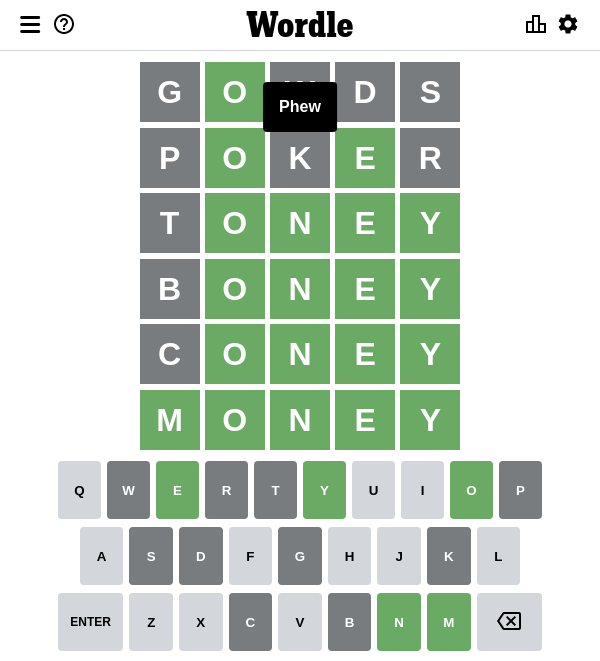 Wordle
G O D S
Phew
P O K E R
T O N E Y
B O N E Y
C O N E Y
M O N E Y
Q W E R T Y U I O P
A S D F G H J K L
ENTER Z X C V B N M